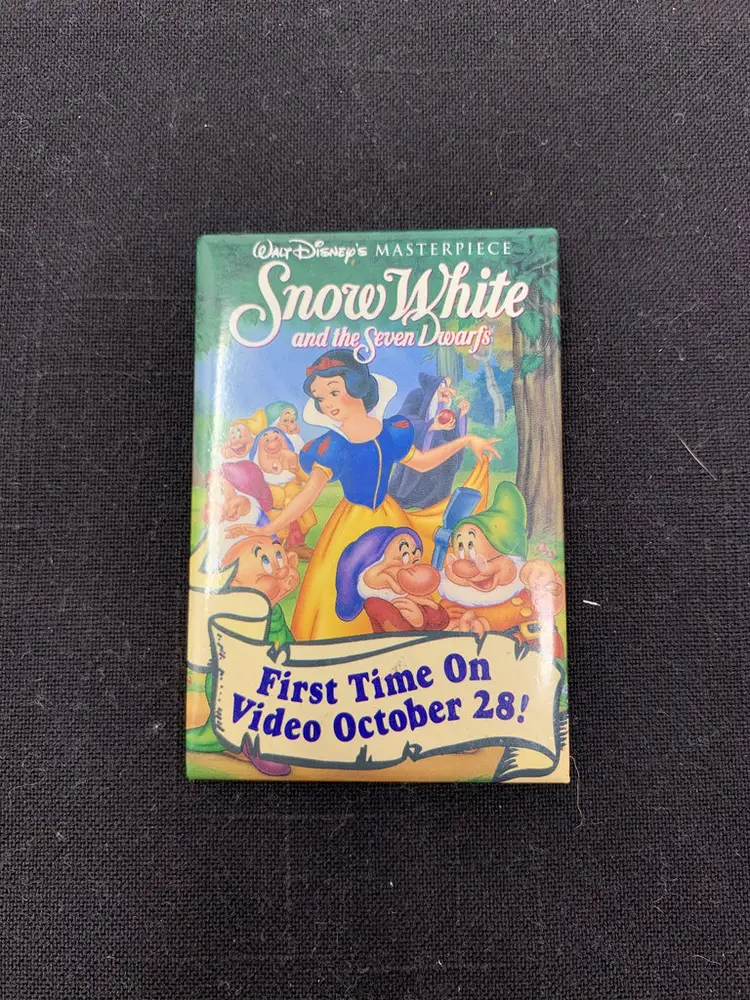 Walt Disney's MASTERPIECE
Snow White
and the Seven Dwarfs
First Time On
Video October 28!